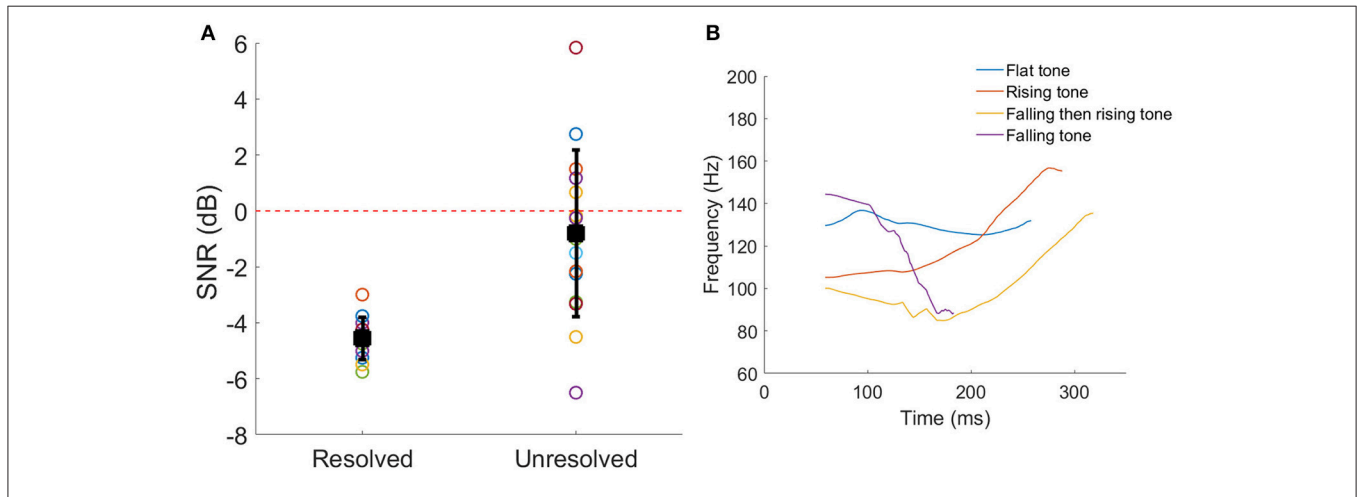 A
SNR (dB)
6
4
2
0
-2
-4
-6
-8
Resolved
Unresolved
B
Frequency (Hz)
200
180
160
140
120
100
80
60
0
100
200
300
Time (ms)
Flat tone
Rising tone
Falling then rising tone
Falling tone